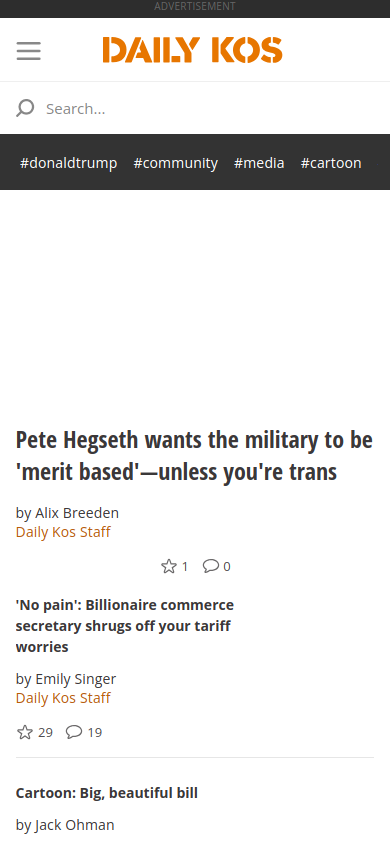 ADVERTISEMENT
DAILY KOS
Search...
#donaldtrump #community #media #cartoon
Pete Hegseth wants the military to be
'merit based'—unless you're trans
by Alix Breeden
Daily Kos Staff
1 0
'No pain': Billionaire commerce
secretary shrugs off your tariff
worries
by Emily Singer
Daily Kos Staff
29 19
Cartoon: Big, beautiful bill
by Jack Ohman